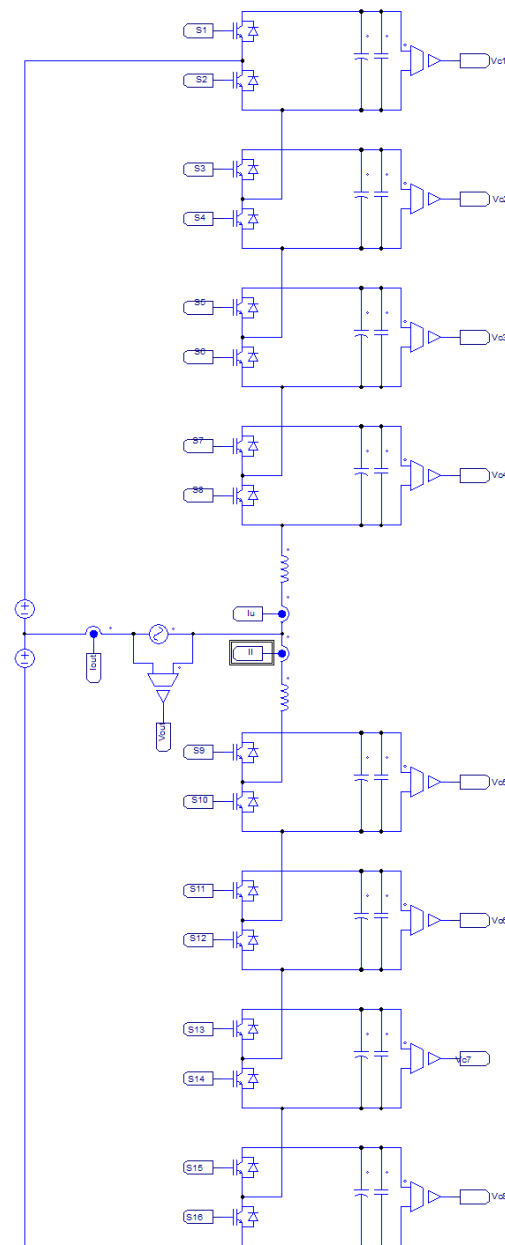 S1
Vc1
S2
S3
Vc2
S4
S5
Vc3
S6
S7
Vc4
S8
Iu
Iout
Il
Vout
S9
Vc5
S10
S11
Vc6
S12
S13
Vc7
S14
S15
Vc8
S16